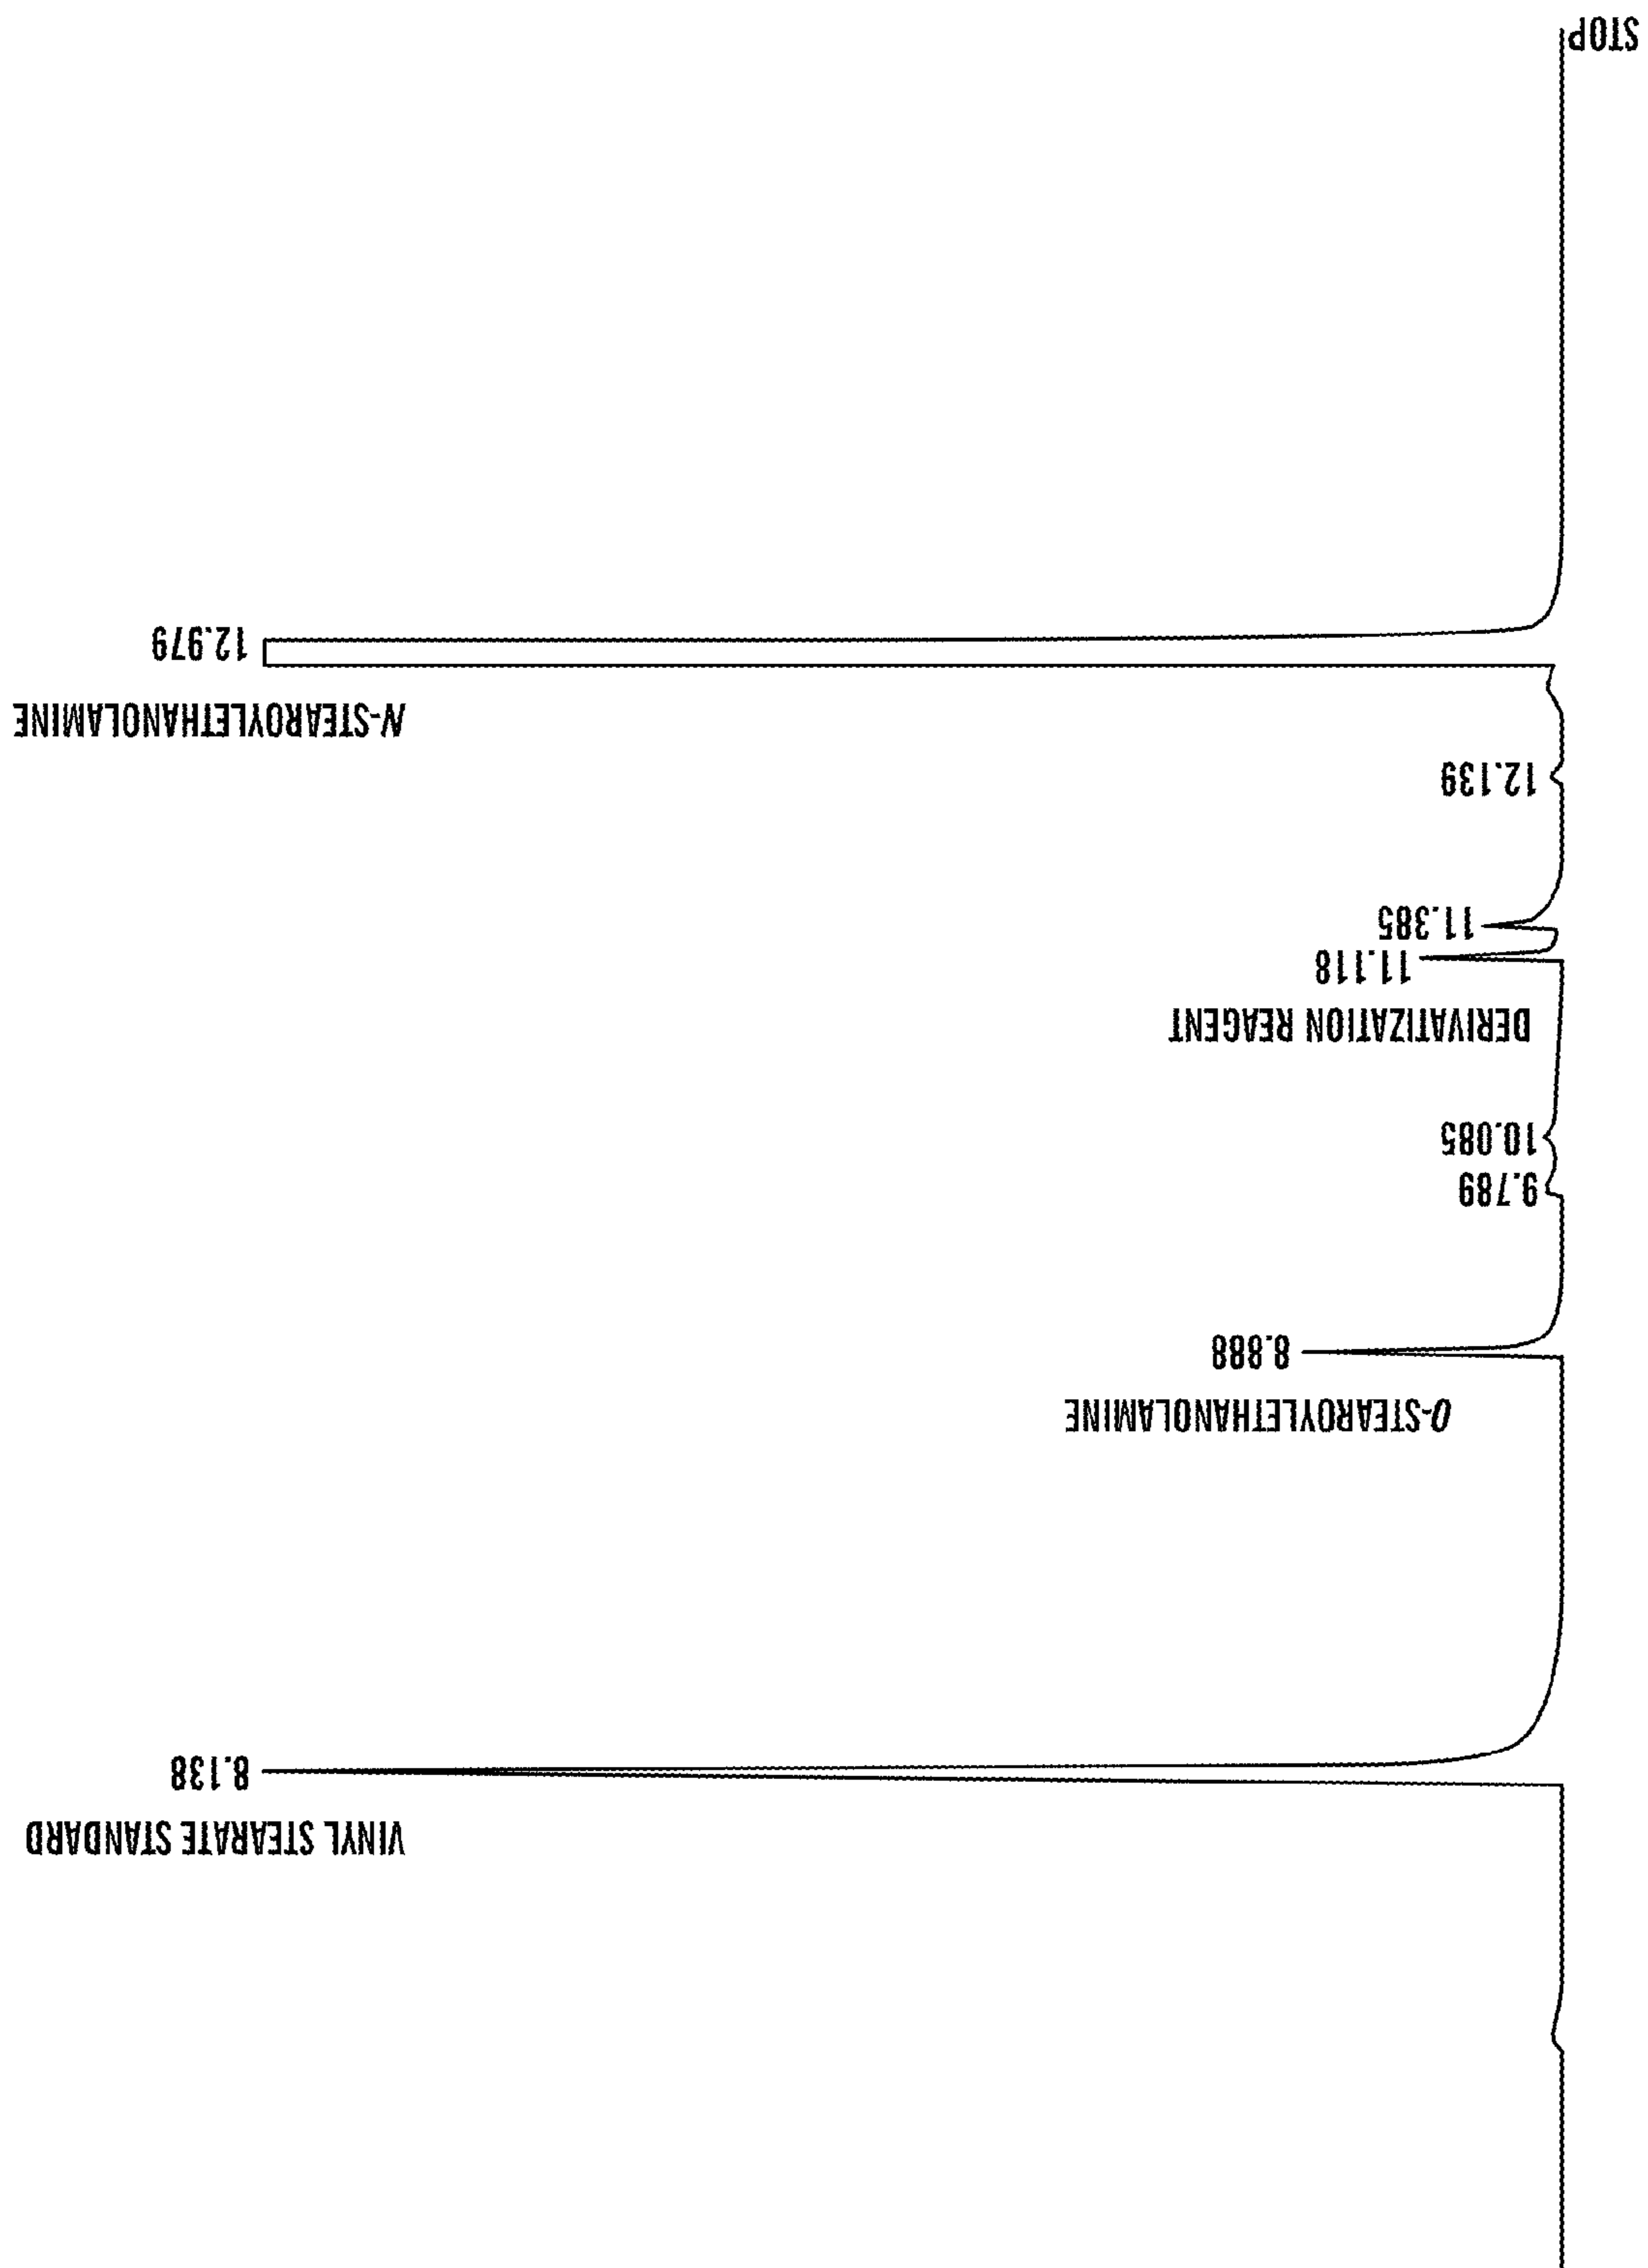 VINYL STEARATE STANDARD
8.138
O-STEAROYLETHANOLAMINE
8.888
9.789
10.085
DERIVATIZATION REAGENT
11.118
11.385
12.139
N-STEAROYLETHANOLAMINE
12.979
STOP